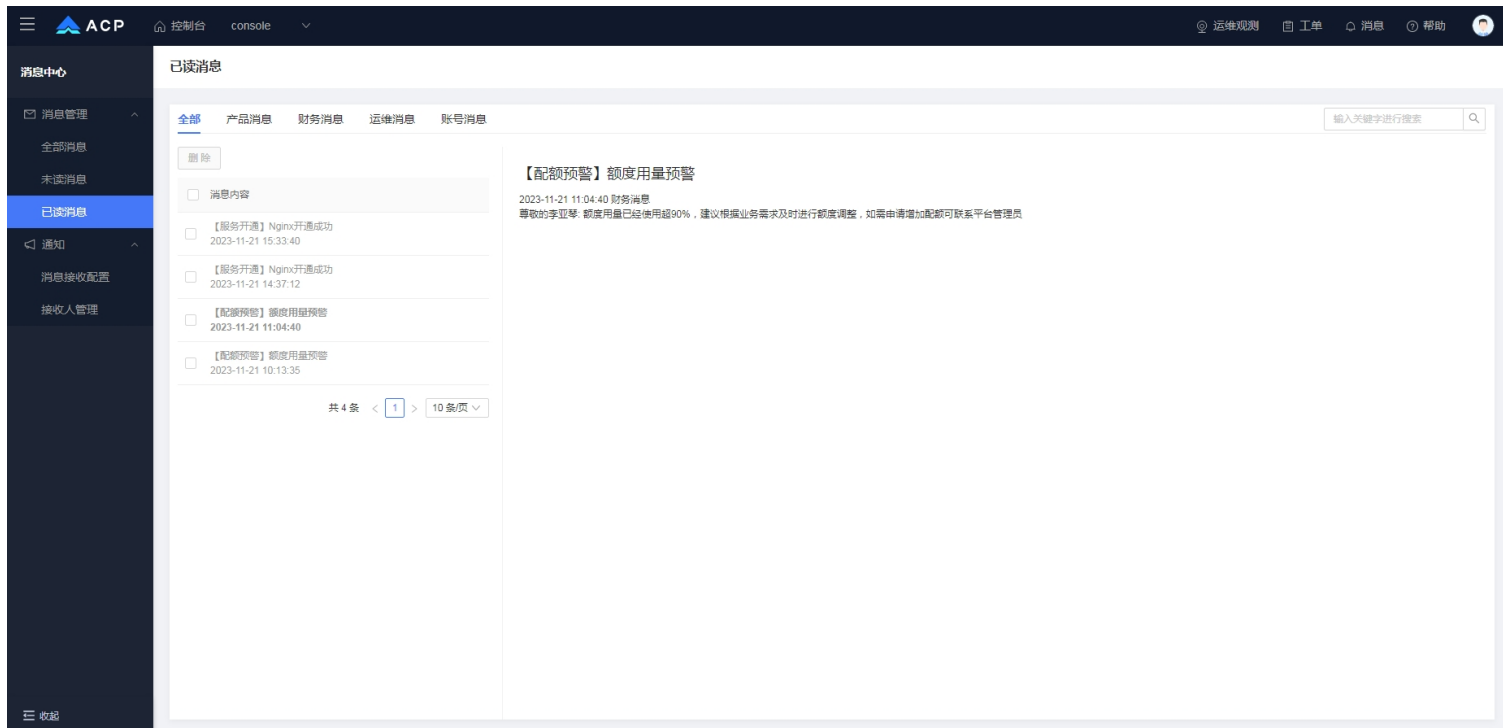 ACP 控制台 console 运维观测 工单 消息 帮助
消息中心
消息管理
全部消息
未读消息
已读消息
通知
消息接收配置
接收人管理
收起
已读消息
全部 产品消息 财务消息 运维消息 账号消息 输入关键字进行搜索
删除
消息内容
【服务开通】Nginx开通成功
2023-11-21 15:33:40
【服务开通】Nginx开通成功
2023-11-21 14:37:12
【配额预警】额度用量预警
2023-11-21 11:04:40
【配额预警】额度用量预警
2023-11-21 10:13:35
共 4 条 < 1 > 10 条/页
【配额预警】额度用量预警
2023-11-21 11:04:40 财务消息
尊敬的李亚琴: 额度用量已经使用超90%，建议根据业务需求及时进行额度调整，如需申请增加配额可联系平台管理员